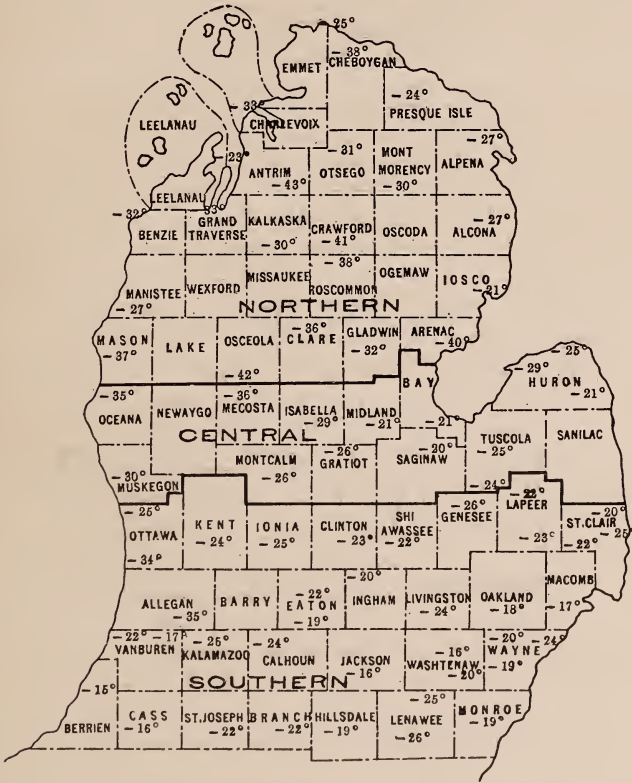 -25°
-38°
EMMET CHEBOYGAN
-24°
PRESQUE ISLE
-33°
CHARLEVOIX
LEELANAU
-27°
-31° MONT
23°
ANTRIM OTSEGO MORENCY ALPENA
-43° -30°
LEELANAU
-32° 33°
BENZIE GRAND TRAVERSE KALKASKA CRAWFORD OSCODA ALCONA
-27°
-30° -41°
-38°
MANISTEE WEXFORD MISSAUKEE ROSCOMMON OGEMAW IOSCO
-27° -21°
NORTHERN
-36° GLADWIN ARENAC
MASON LAKE OSCEOLA CLARE -32° -40°
-37°
-42° -25°
-35° -36° BAY -29° HURON
OCEANA NEWAYGO MECOSTA ISABELLA MIDLAND -21°
-29° -21° -21°
CENTRAL
-26° -20° TUSCOLA SANILAC
MONTCALM GRATIOT SAGINAW -25°
-30° -26°
MUSKEGON -24° -22°
-25° -26° LAPEER -20°
OTTAWA KENT IONIA CLINTON SHI AWASSEE GENESEE ST.CLAIR
-24° -25° -23° -22° -23° -25
-34° -22°
-20° MACOMB
ALLEGAN BARRY -22° EATON INGHAM LIVINGSTON OAKLAND
-35° -19° -24° -18° -17°
-22° -17° -25° -24° -20° -24°
VANBUREN KALAMAZOO CALHOUN JACKSON -16° WASHTENAW WAYNE
-16° -20° -19°
SOUTHERN
-15°
-25°
BERRIEN CASS ST.JOSEPH BRANCH HILLSDALE LENAWEE MONROE
-16° -22° -22° -19° -26° -19°